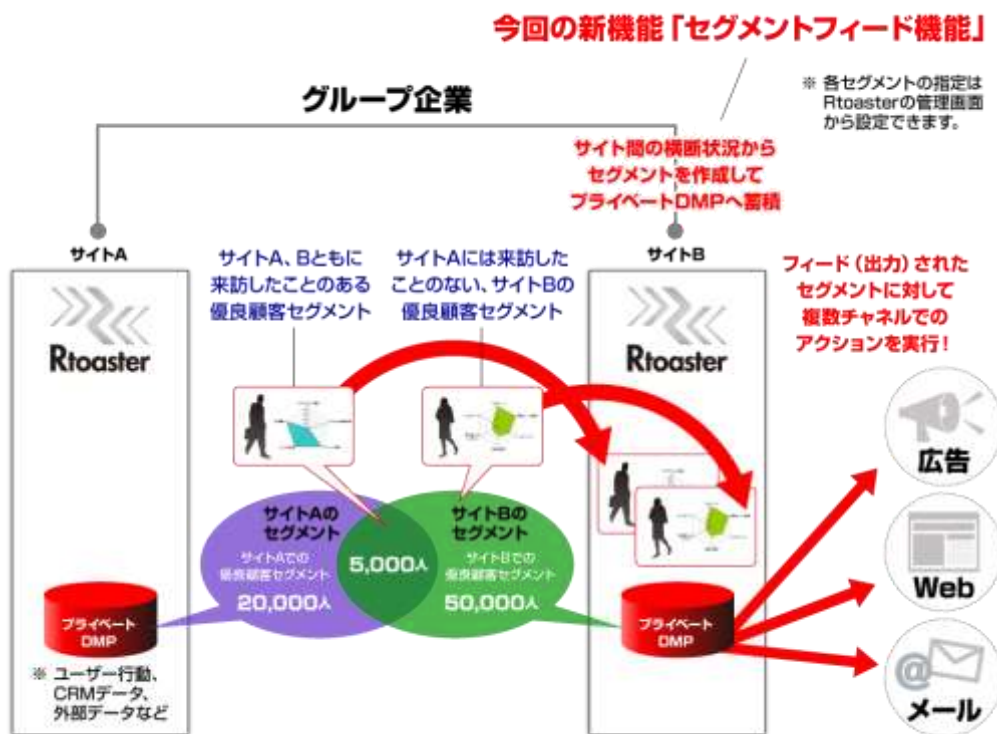 今回の新機能「セグメントフィード機能」
※ 各セグメントの指定は
Rtoasterの管理画面
から設定できます。
グループ企業
サイト間の横断状況から
セグメントを作成して
プライベートDMPへ蓄積
サイトA
サイトB
サイトA、Bともに
来訪したことのある
優良顧客セグメント
サイトAには来訪した
ことのない、サイトBの
優良顧客セグメント
フィード（出力）された
セグメントに対して
複数チャネルでの
アクションを実行！
Rtoaster
Rtoaster
広告
サイトAの
セグメント
サイトAでの
優良顧客セグメント
20,000人
5,000人
サイトBの
セグメント
サイトBでの
優良顧客セグメント
50,000人
Web
プライベート
DMP
プライベート
DMP
※ ユーザー行動、
CRMデータ、
外部データなど
@
メール